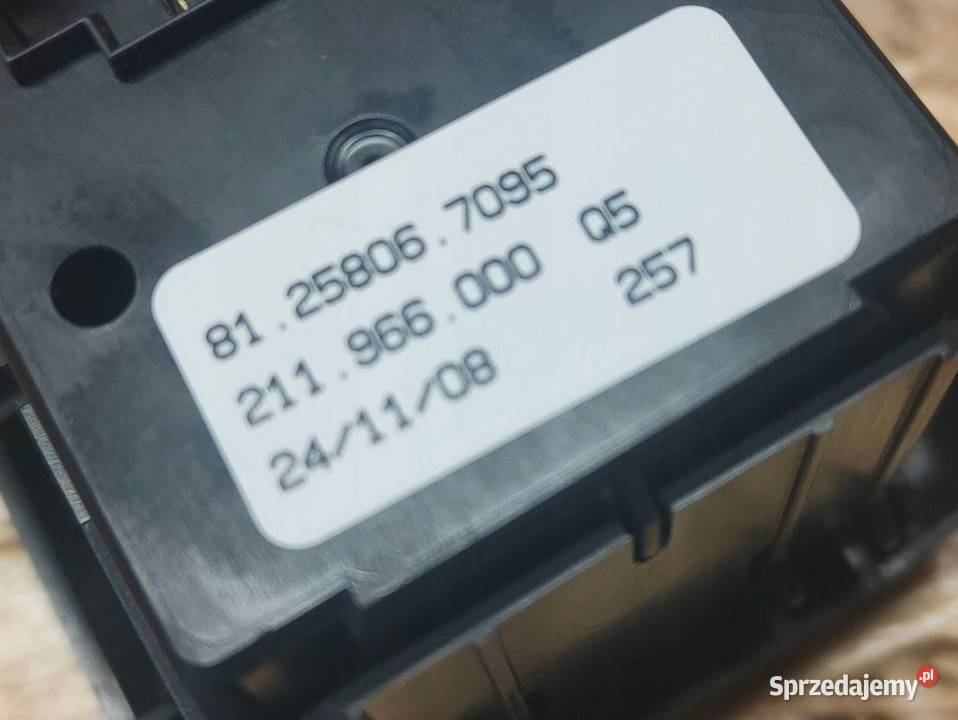 81.25806.7095
211.966.000 Q5
24/11/08 257
Sprzedajemy.pl